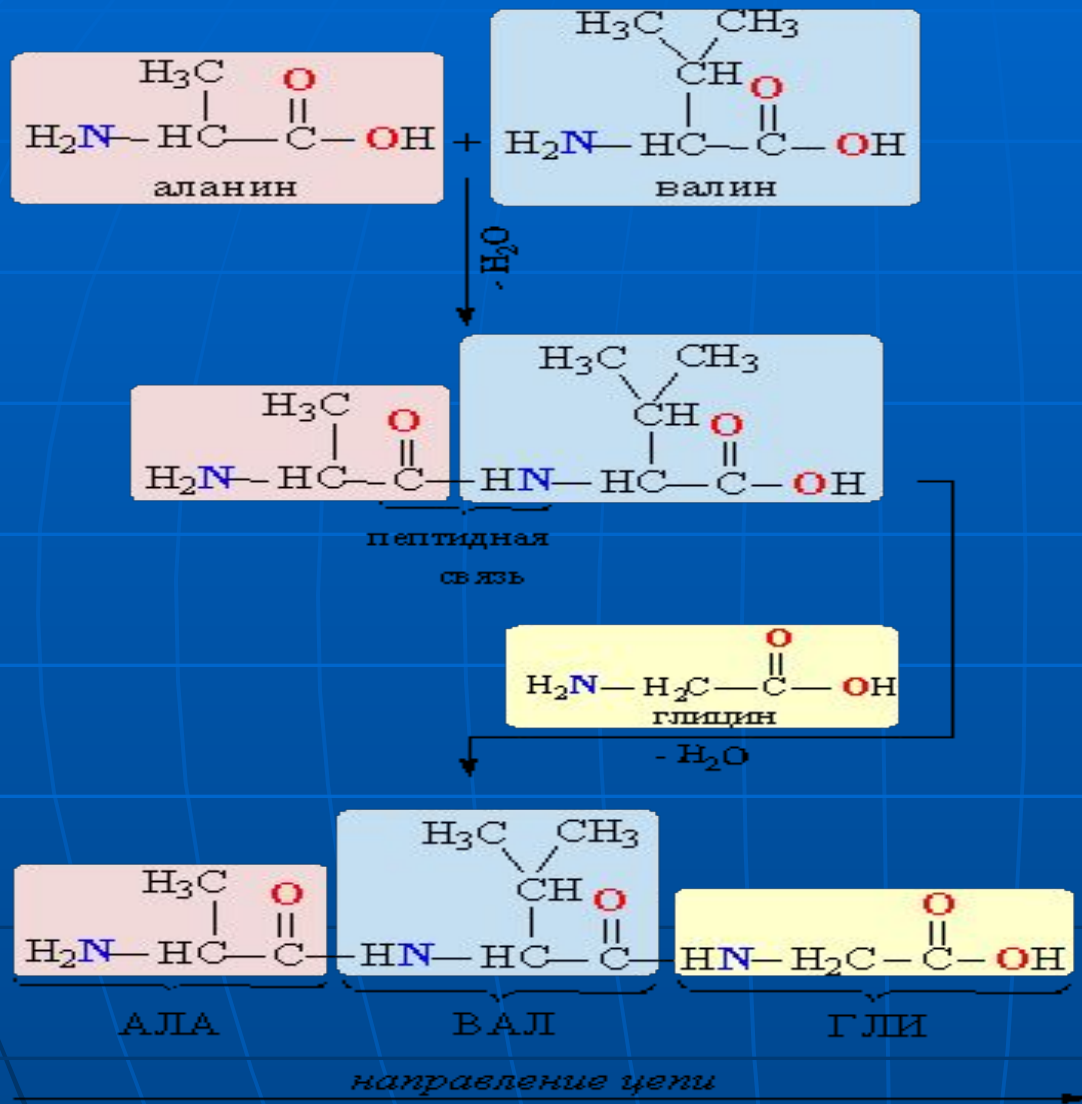 H₃C CH₃
H₃C O CH O
H₂N—HC—C—OH + H₂N—HC—C—OH
аланин валин
- H₂O
H₃C CH₃
H₃C O CH O
H₂N—HC—C—HN—HC—C—OH
пептидная
связь
O
H₂N—H₂C—C—OH
глицин
- H₂O
H₃C CH₃
H₃C O CH O O
H₂N—HC—C—HN—HC—C—HN—H₂C—C—OH
АЛА ВАЛ ГЛИ
направление цепи